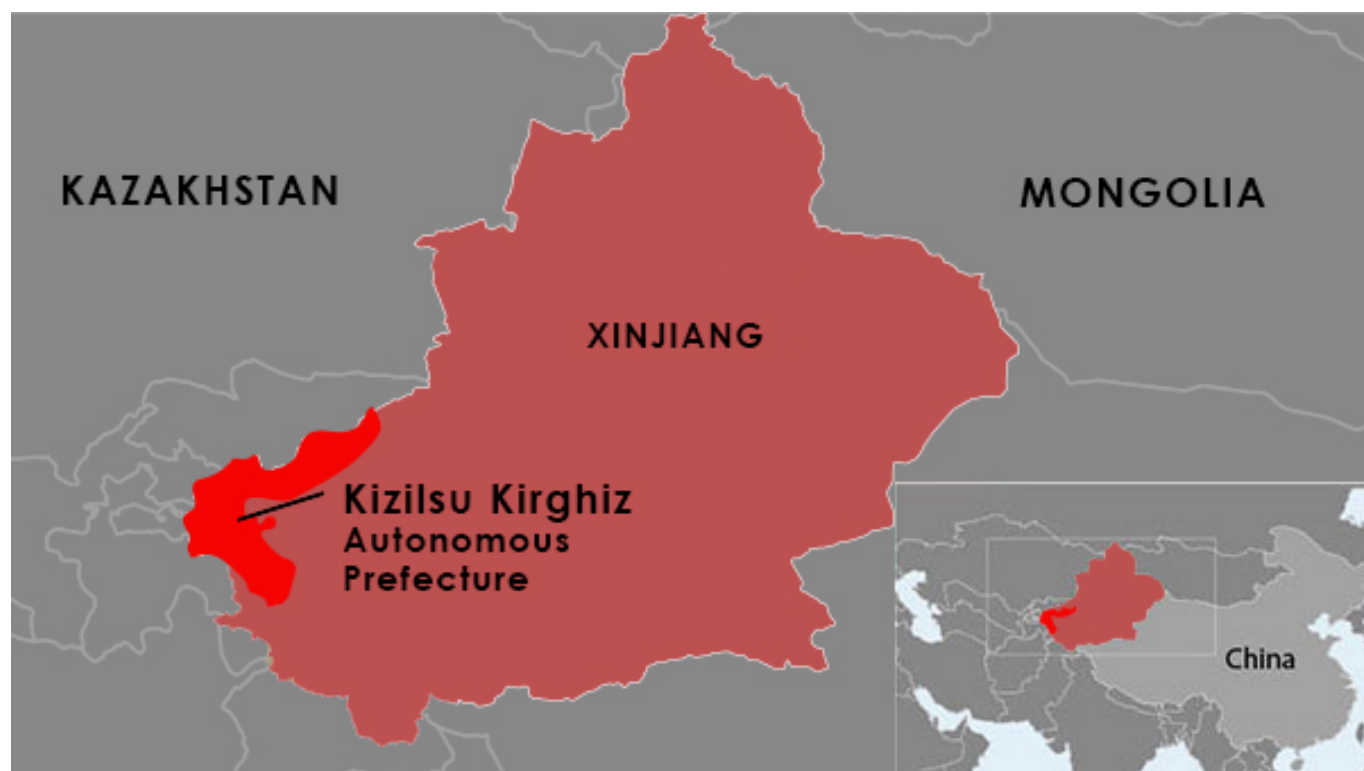 KAZAKHSTAN
MONGOLIA
XINJIANG
Kizilsu Kirghiz
Autonomous
Prefecture
China